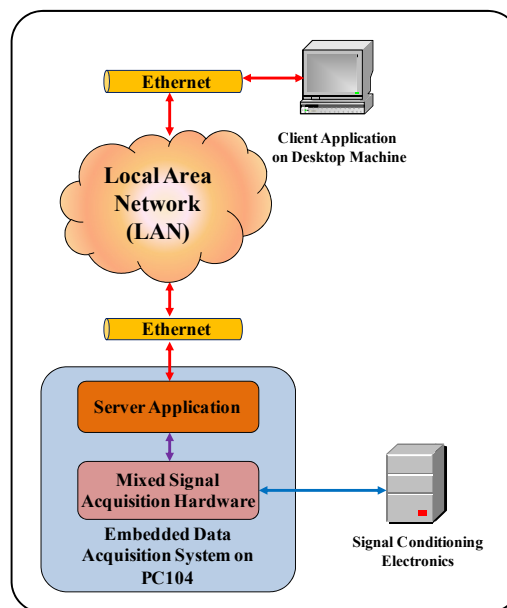 Ethernet
Client Application
on Desktop Machine
Local Area
Network
(LAN)
Ethernet
Server Application
Mixed Signal
Acquisition Hardware
Embedded Data
Acquisition System on
PC104
Signal Conditioning
Electronics